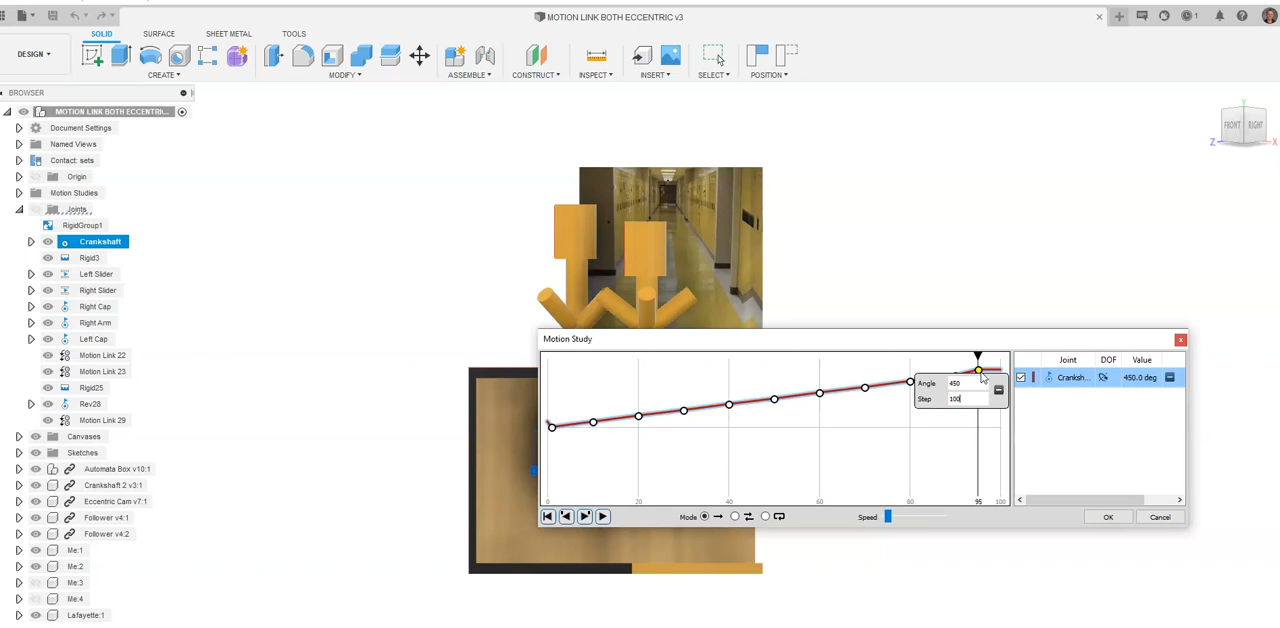 MOTION LINK BOTH ECCENTRIC v3
1
DESIGN
SOLID SURFACE SHEET METAL TOOLS
CREATE MODIFY ASSEMBLE CONSTRUCT INSPECT INSERT SELECT POSITION
BROWSER
MOTION LINK BOTH ECCENTRI...
Document Settings
Named Views
Contact: sets
Origin
Motion Studies
Joints
RigidGroup1
Crankshaft
Rigid3
Left Slider
Right Slider
Right Cap
Right Arm
Left Cap
Motion Link 22
Motion Link 23
Rigid25
Rev28
Motion Link 29
Canvases
Sketches
Automata Box v10:1
Crankshaft 2 v3:1
Eccentric Cam v7:1
Follower v4:1
Follower v4:2
Me:1
Me:2
Me:3
Me:4
Lafayette:1
Y
FRONT RIGHT
Z X
Motion Study x
Joint DOF Value
Cranksh... 450.0 deg
Angle 450
Step 100
0 20 40 60 80 95 100
Mode Speed
OK Cancel